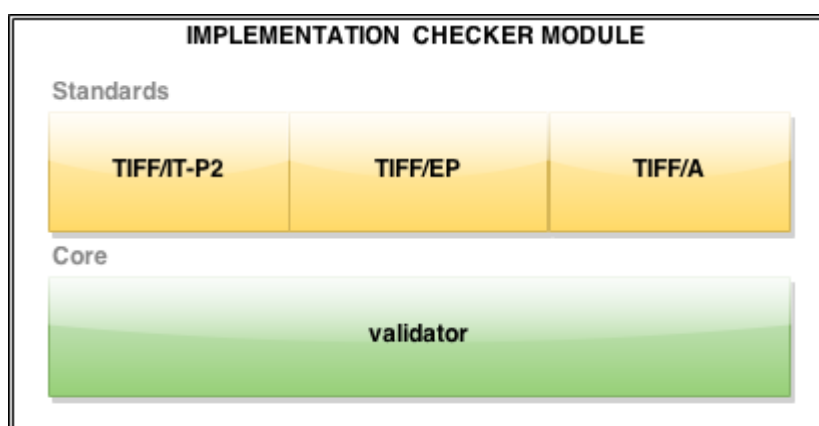 IMPLEMENTATION CHECKER MODULE
Standards
TIFF/IT-P2 TIFF/EP TIFF/A
Core
validator